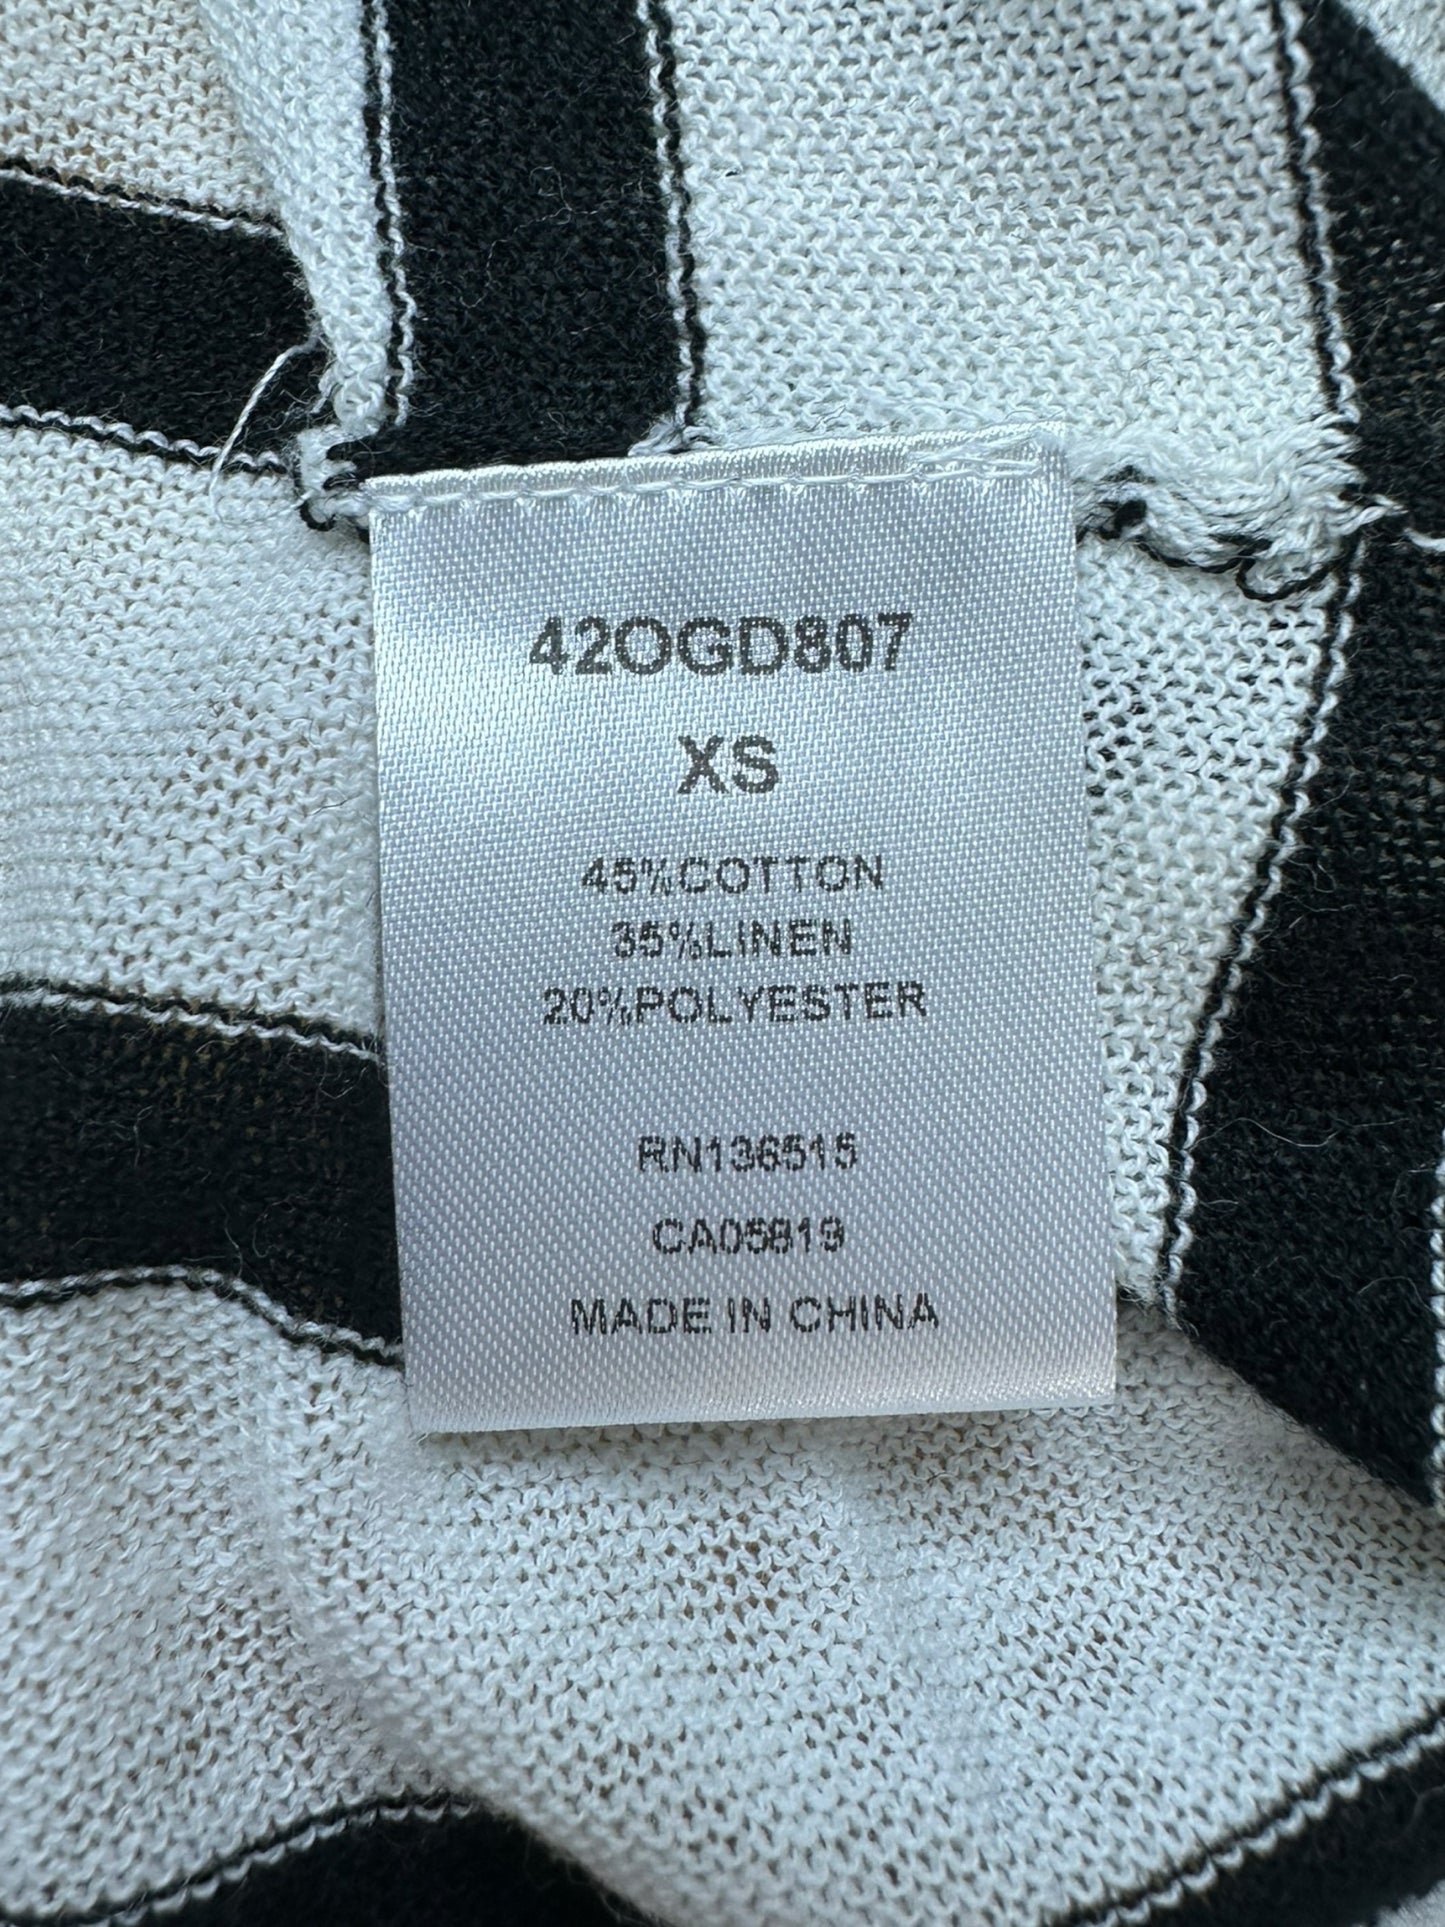 42OGD807
XS
45%COTTON
35%LINEN
20%POLYESTER
RN136515
CA05819
MADE IN CHINA